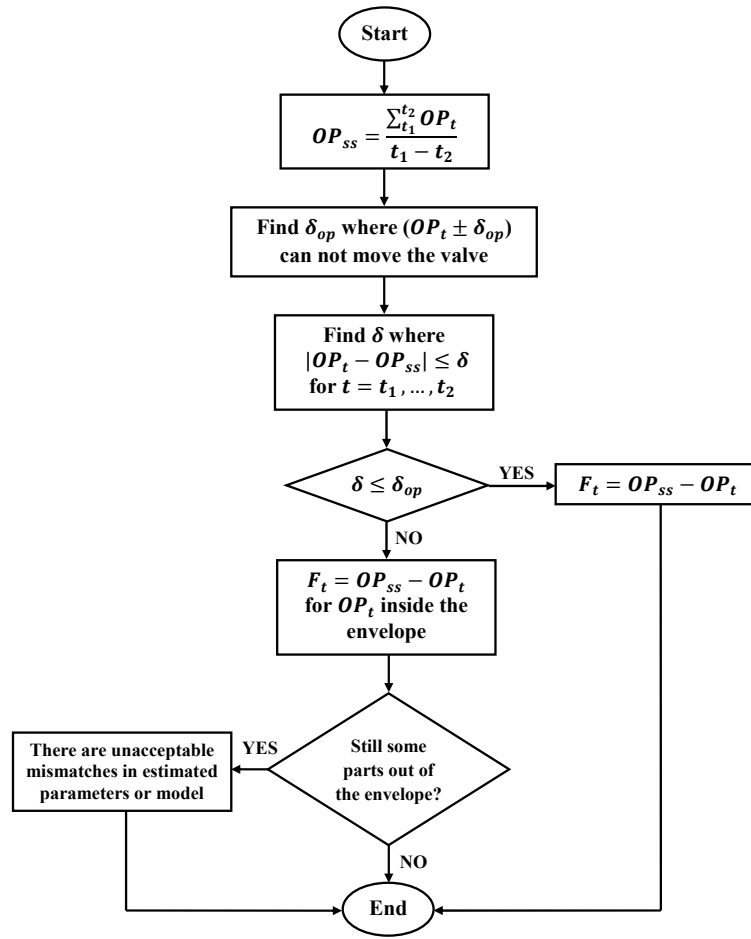 Start
OP_ss = ∑_{t_1}^{t_2} OP_t / t_1 − t_2
Find δ_op where (OP_t ± δ_op)
can not move the valve
Find δ where
|OP_t − OP_ss| ≤ δ
for t = t_1 , … , t_2
δ ≤ δ_op
YES
F_t = OP_ss − OP_t
NO
F_t = OP_ss − OP_t
for OP_t inside the
envelope
Still some
parts out of
the envelope?
YES
There are unacceptable
mismatches in estimated
parameters or model
NO
End